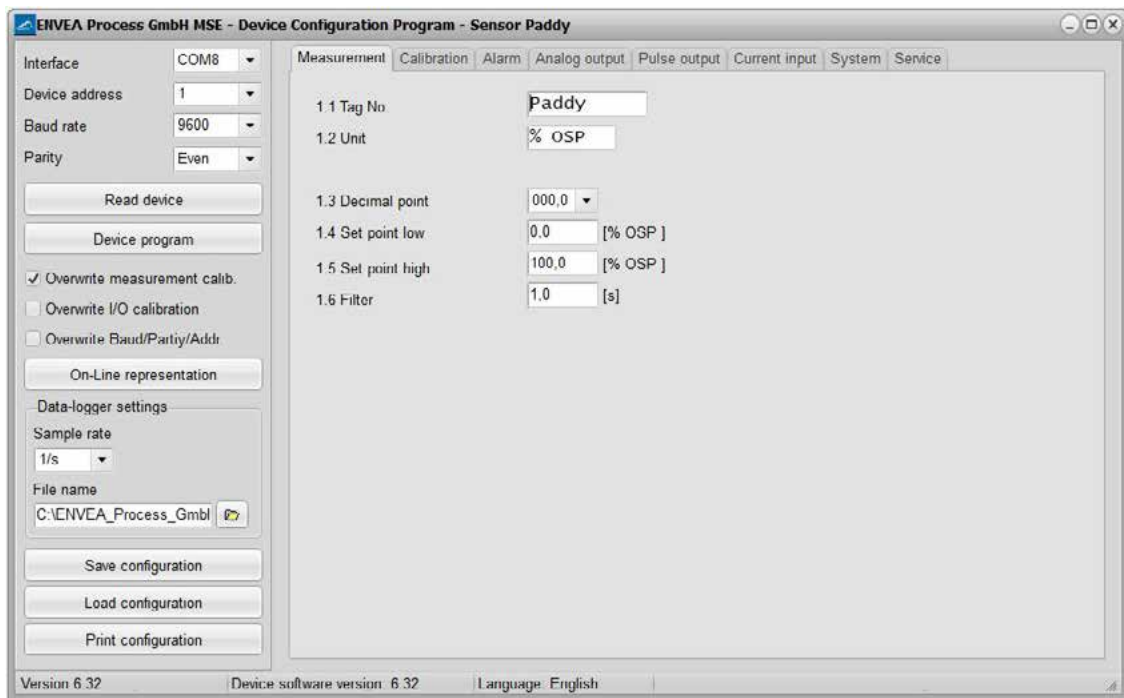 ENVEA Process GmbH MSE - Device Configuration Program - Sensor Paddy
Interface COM8
Device address 1
Baud rate 9600
Parity Even
Read device
Device program
Overwrite measurement calib.
Overwrite I/O calibration
Overwrite Baud/Partiy/Addr
On-Line representation
Data-logger settings
Sample rate
1/s
File name
C:\ENVEA_Process_Gmbl
Save configuration
Load configuration
Print configuration
Measurement Calibration Alarm Analog output Pulse output Current input System Service
1.1 Tag No Paddy
1.2 Unit % OSP
1.3 Decimal point 000,0
1.4 Set point low 0.0 [% OSP ]
1.5 Set point high 100,0 [% OSP ]
1.6 Filter 1,0 [s]
Version 6.32 Device software version: 6.32 Language: English